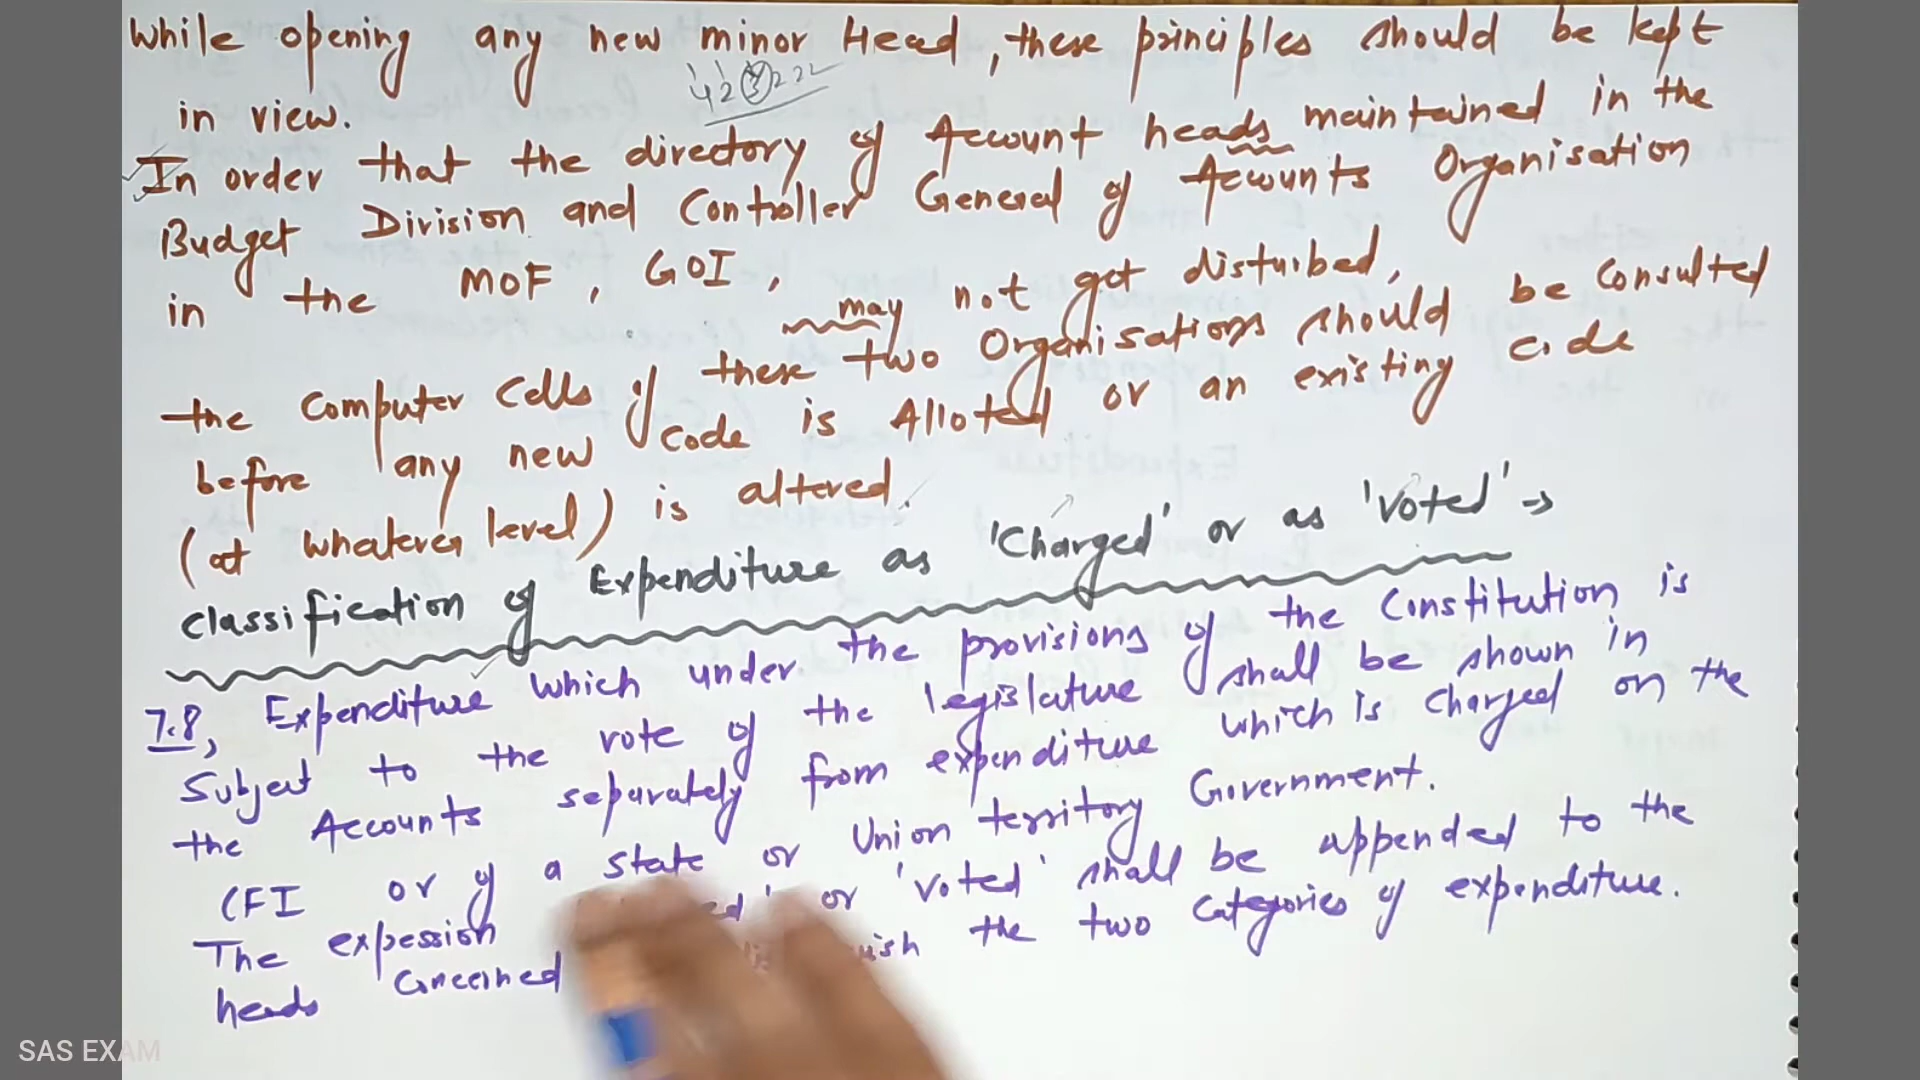 While opening any new minor Head, these principles should be kept
in view.
In order that the directory of Account heads maintained in the
Budget Division and Controller General of Accounts Organisation
in the MOF, GOI, may not get disturbed,
the Computer Cells of these two Organisations should be consulted
before any new code is Alloted or an existing code
(at whatever level) is altered.
Classification of Expenditure as 'Charged' or as 'Voted' →
7.8, Expenditure which under the provisions of the Constitution is
Subject to the vote of the legislature shall be shown in
the Accounts separately from expenditure which is charged on the
CFI or of a state or Union territory Government.
The expession or 'voted' shall be appended to the
heads Concerned the two Categories of expenditure.
SAS EXAM